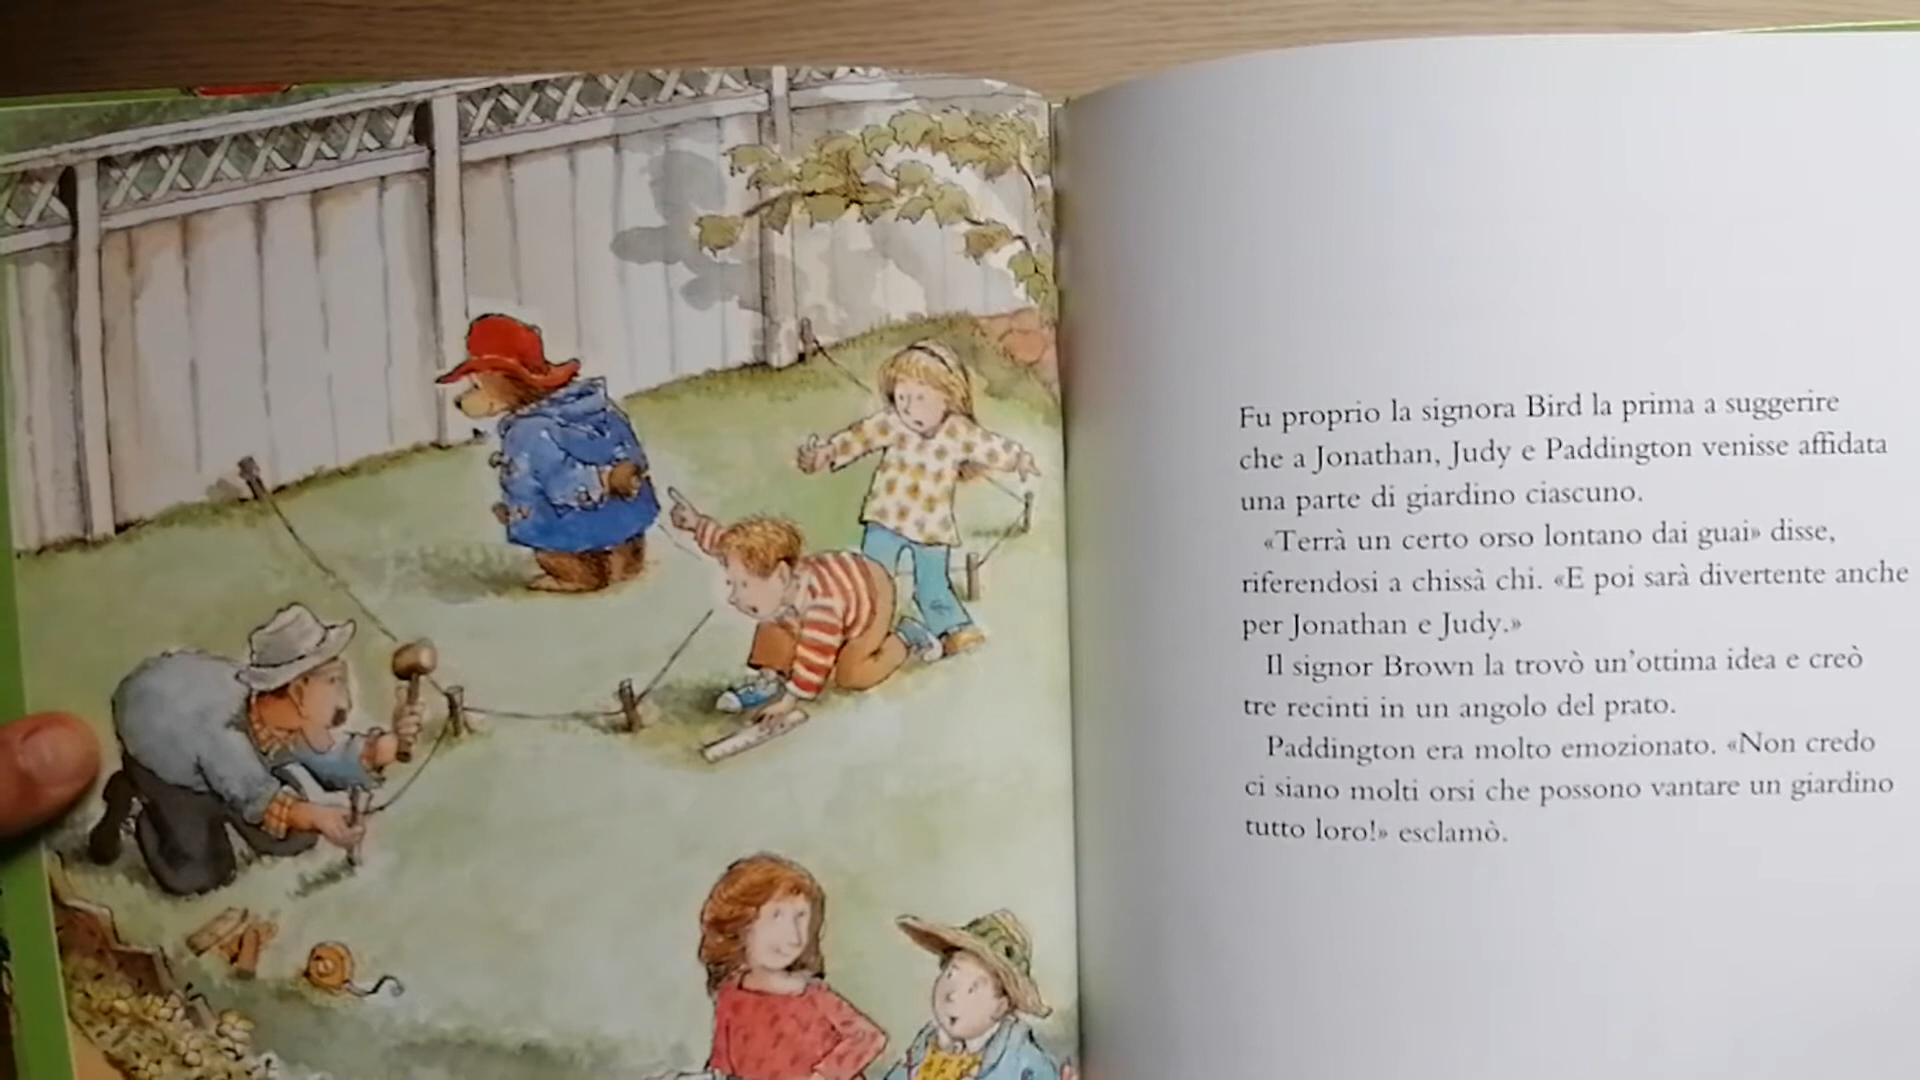 Fu proprio la signora Bird la prima a suggerire
che a Jonathan, Judy e Paddington venisse affidata
una parte di giardino ciascuno.
«Terrà un certo orso lontano dai guai» disse,
riferendosi a chissà chi. «E poi sarà divertente anche
per Jonathan e Judy.»
Il signor Brown la trovò un'ottima idea e creò
tre recinti in un angolo del prato.
Paddington era molto emozionato. «Non credo
ci siano molti orsi che possono vantare un giardino
tutto loro!» esclamò.